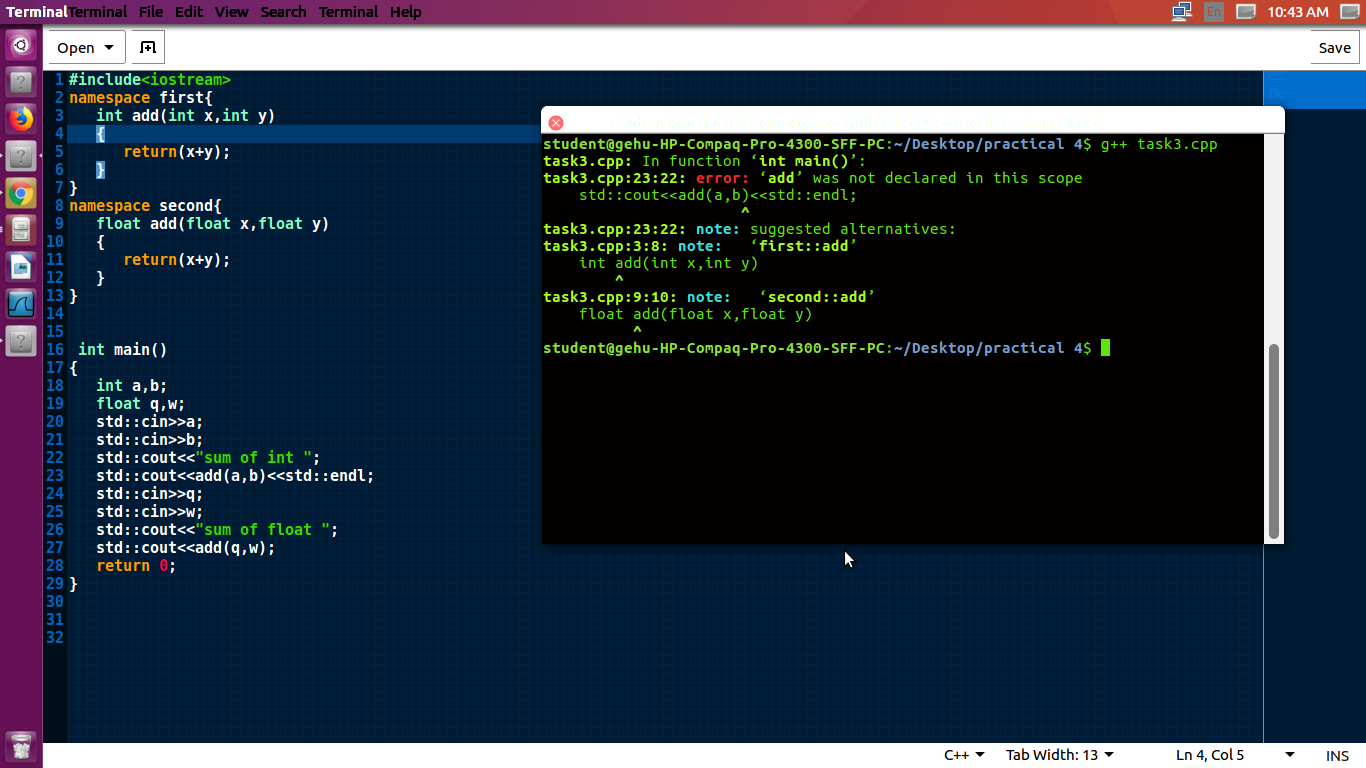 TerminalTerminal File Edit View Search Terminal Help En 10:43 AM
Open Save
1 #include<iostream>
2 namespace first{
3 int add(int x,int y)
4 {
5 return(x+y);
6 }
7 }
8 namespace second{
9 float add(float x,float y)
10 {
11 return(x+y);
12 }
13 }
14
15
16 int main()
17 {
18 int a,b;
19 float q,w;
20 std::cin>>a;
21 std::cin>>b;
22 std::cout<<"sum of int ";
23 std::cout<<add(a,b)<<std::endl;
24 std::cin>>q;
25 std::cin>>w;
26 std::cout<<"sum of float ";
27 std::cout<<add(q,w);
28 return 0;
29 }
30
31
32
student@gehu-HP-Compaq-Pro-4300-SFF-PC:~/Desktop/practical 4$ g++ task3.cpp
task3.cpp: In function ‘int main()’:
task3.cpp:23:22: error: ‘add’ was not declared in this scope
std::cout<<add(a,b)<<std::endl;
^
task3.cpp:23:22: note: suggested alternatives:
task3.cpp:3:8: note: ‘first::add’
int add(int x,int y)
^
task3.cpp:9:10: note: ‘second::add’
float add(float x,float y)
^
student@gehu-HP-Compaq-Pro-4300-SFF-PC:~/Desktop/practical 4$
C++ Tab Width: 13 Ln 4, Col 5 INS